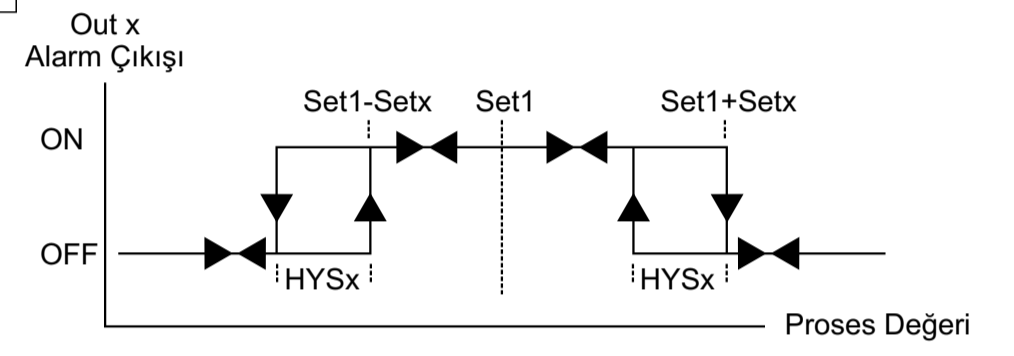 Out x
Alarm Çıkışı
Set1-Setx
Set1
Set1+Setx
ON
OFF
HYSx
HYSx
Proses Değeri